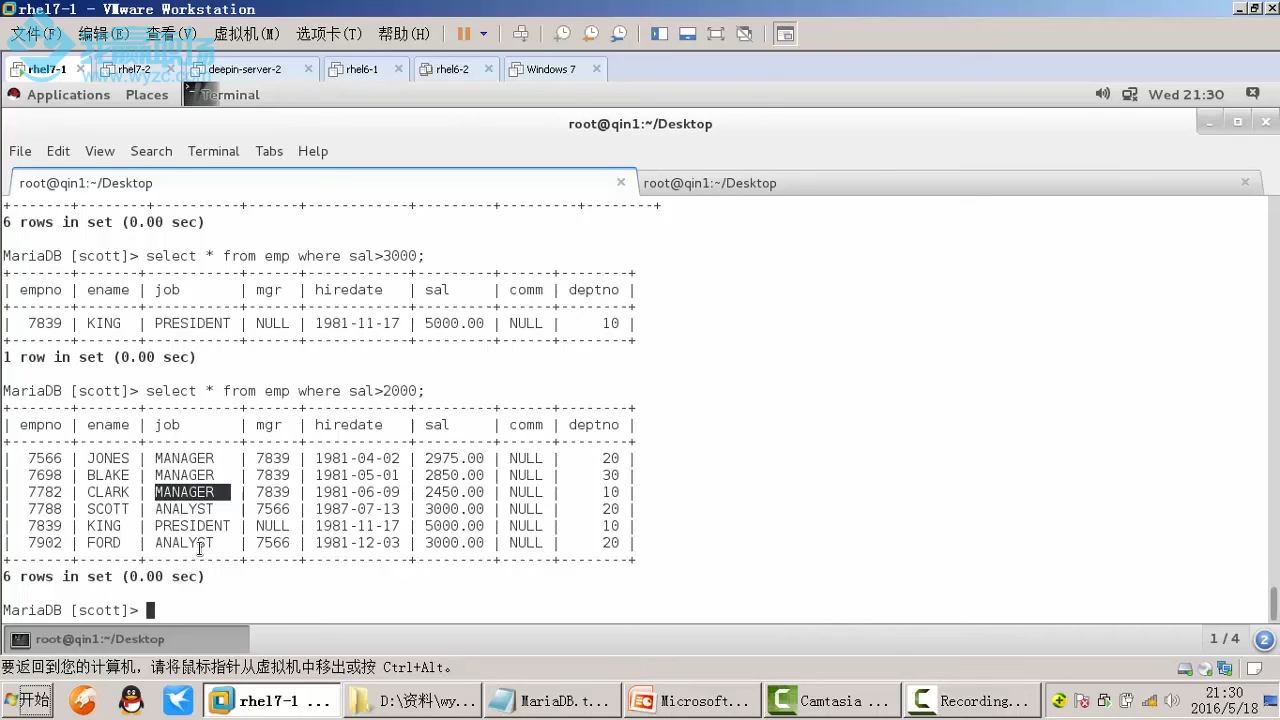 rhel7-1 - VMware Workstation
文件(F) 编辑(E) 查看(V) 虚拟机(M) 选项卡(T) 帮助(H)
www.wyzc.com
rhel7-1 rhel7-2 deepin-server-2 rhel6-1 rhel6-2 Windows 7
Applications Places Terminal Wed 21:30
root@qin1:~/Desktop
File Edit View Search Terminal Tabs Help
root@qin1:~/Desktop root@qin1:~/Desktop
+-------+--------+-----------+------+------------+---------+---------+--------+
6 rows in set (0.00 sec)
MariaDB [scott]> select * from emp where sal>3000;
+-------+-------+-----------+------+------------+---------+------+--------+
| empno | ename | job       | mgr  | hiredate   | sal     | comm | deptno |
+-------+-------+-----------+------+------------+---------+------+--------+
|  7839 | KING  | PRESIDENT | NULL | 1981-11-17 | 5000.00 | NULL |     10 |
+-------+-------+-----------+------+------------+---------+------+--------+
1 row in set (0.00 sec)
MariaDB [scott]> select * from emp where sal>2000;
+-------+-------+-----------+------+------------+---------+------+--------+
| empno | ename | job       | mgr  | hiredate   | sal     | comm | deptno |
+-------+-------+-----------+------+------------+---------+------+--------+
|  7566 | JONES | MANAGER   | 7839 | 1981-04-02 | 2975.00 | NULL |     20 |
|  7698 | BLAKE | MANAGER   | 7839 | 1981-05-01 | 2850.00 | NULL |     30 |
|  7782 | CLARK | MANAGER   | 7839 | 1981-06-09 | 2450.00 | NULL |     10 |
|  7788 | SCOTT | ANALYST   | 7566 | 1987-07-13 | 3000.00 | NULL |     20 |
|  7839 | KING  | PRESIDENT | NULL | 1981-11-17 | 5000.00 | NULL |     10 |
|  7902 | FORD  | ANALYST   | 7566 | 1981-12-03 | 3000.00 | NULL |     20 |
+-------+-------+-----------+------+------------+---------+------+--------+
6 rows in set (0.00 sec)
MariaDB [scott]>
root@qin1:~/Desktop 1 / 4 2
要返回到您的计算机，请将鼠标指针从虚拟机中移出或按 Ctrl+Alt。
开始 rhel7-1 ... D:\资料\wy... MariaDB.t... Microsoft... Camtasia ... Recording... 21:30
2016/5/18